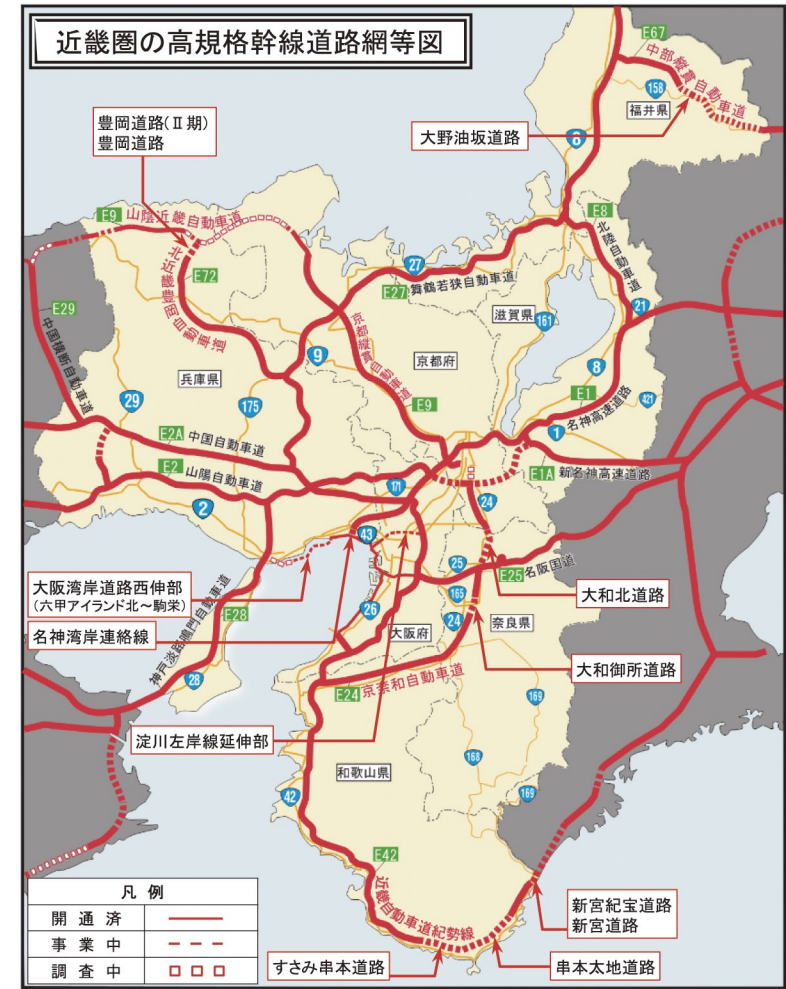 近畿圏の高規格幹線道路網等図
E67
中部縦貫自動車道
158
福井県
豊岡道路(Ⅱ期)
豊岡道路
大野油坂道路
8
E9
山陰近畿自動車道
E8
北陸自動車道
27
E72
北近畿豊岡自動車道
E27
舞鶴若狭自動車道
E29
中国横断自動車道
滋賀県
161
21
京都縦貫自動車道
9
京都府
8
兵庫県
29
175
E9
E1
名神高速道路
421
1
E2A
中国自動車道
E2
山陽自動車道
E1A
新名神高速道路
171
2
24
43
25
E25
名阪国道
大阪湾岸道路西伸部
(六甲アイランド北～駒栄)
大和北道路
165
26
神戸淡路鳴門自動車道
E28
24
奈良県
名神湾岸連絡線
大阪府
大和御所道路
28
E24
京奈和自動車道
169
淀川左岸線延伸部
168
和歌山県
169
42
E42
近畿自動車道紀勢線
新宮紀宝道路
新宮道路
すさみ串本道路
串本太地道路
凡例
開通済
事業中
調査中